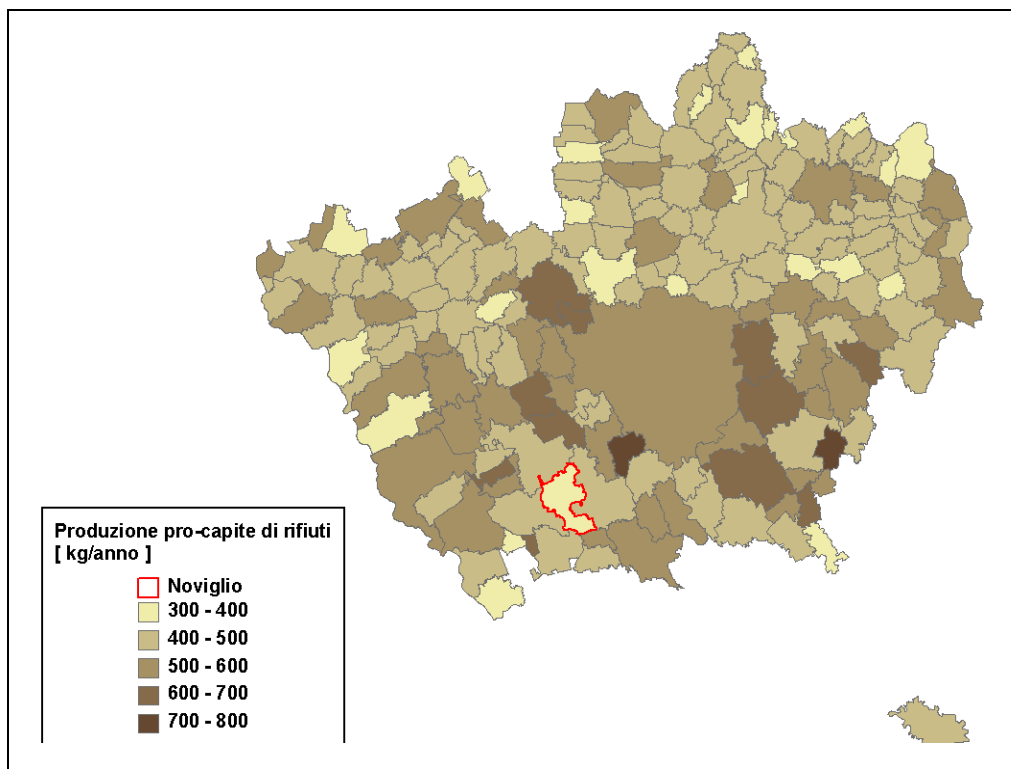 Produzione pro-capite di rifiuti
[ kg/anno ]
Noviglio
300 - 400
400 - 500
500 - 600
600 - 700
700 - 800